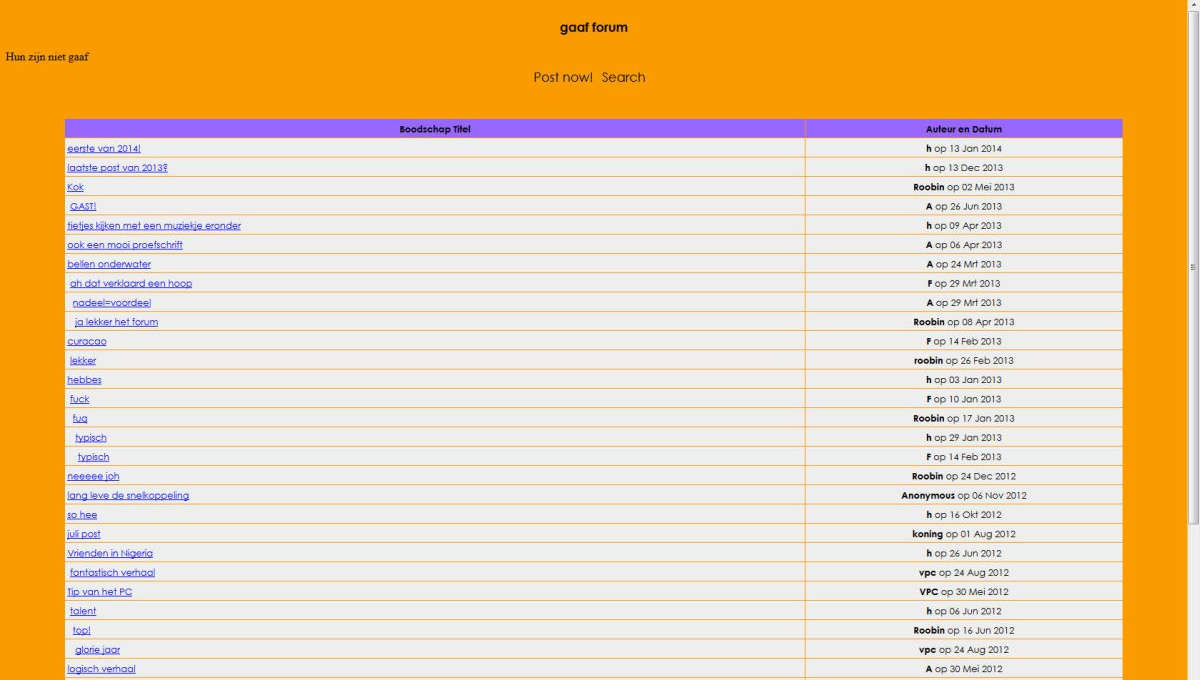 gaaf forum
Hun zijn niet gaaf
Post now! Search
Boodschap Titel Auteur en Datum
eerste van 2014! h op 13 Jan 2014
laatste post van 2013? h op 13 Dec 2013
Kok Roobin op 02 Mei 2013
GAST! A op 26 Jun 2013
tietjes kijken met een muziekje eronder h op 09 Apr 2013
ook een mooi proefschrift A op 06 Apr 2013
bellen onderwater A op 24 Mrt 2013
ah dat verklaard een hoop F op 29 Mrt 2013
nadeel=voordeel A op 29 Mrt 2013
ja lekker het forum Roobin op 08 Apr 2013
curacao F op 14 Feb 2013
lekker roobin op 26 Feb 2013
hebbes h op 03 Jan 2013
fuck F op 10 Jan 2013
fuq Roobin op 17 Jan 2013
typisch h op 29 Jan 2013
typisch F op 14 Feb 2013
neeeee joh Roobin op 24 Dec 2012
lang leve de snelkoppeling Anonymous op 06 Nov 2012
so hee h op 16 Okt 2012
juli post koning op 01 Aug 2012
Vrienden in Nigeria h op 26 Jun 2012
fantastisch verhaal vpc op 24 Aug 2012
Tip van het PC VPC op 30 Mei 2012
talent h op 06 Jun 2012
top! Roobin op 16 Jun 2012
glorie jaar vpc op 24 Aug 2012
logisch verhaal A op 30 Mei 2012